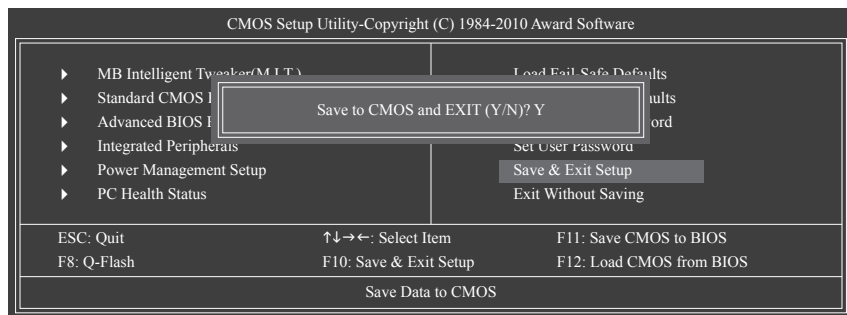 CMOS Setup Utility-Copyright (C) 1984-2010 Award Software
MB Intelligent Tweaker(M.I.T.) Load Fail-Safe Defaults
Standard CMOS
Advanced BIOS
Save to CMOS and EXIT (Y/N)? Y
Integrated Peripherals Set User Password
Power Management Setup Save & Exit Setup
PC Health Status Exit Without Saving
ESC: Quit ↑↓→←: Select Item F11: Save CMOS to BIOS
F8: Q-Flash F10: Save & Exit Setup F12: Load CMOS from BIOS
Save Data to CMOS